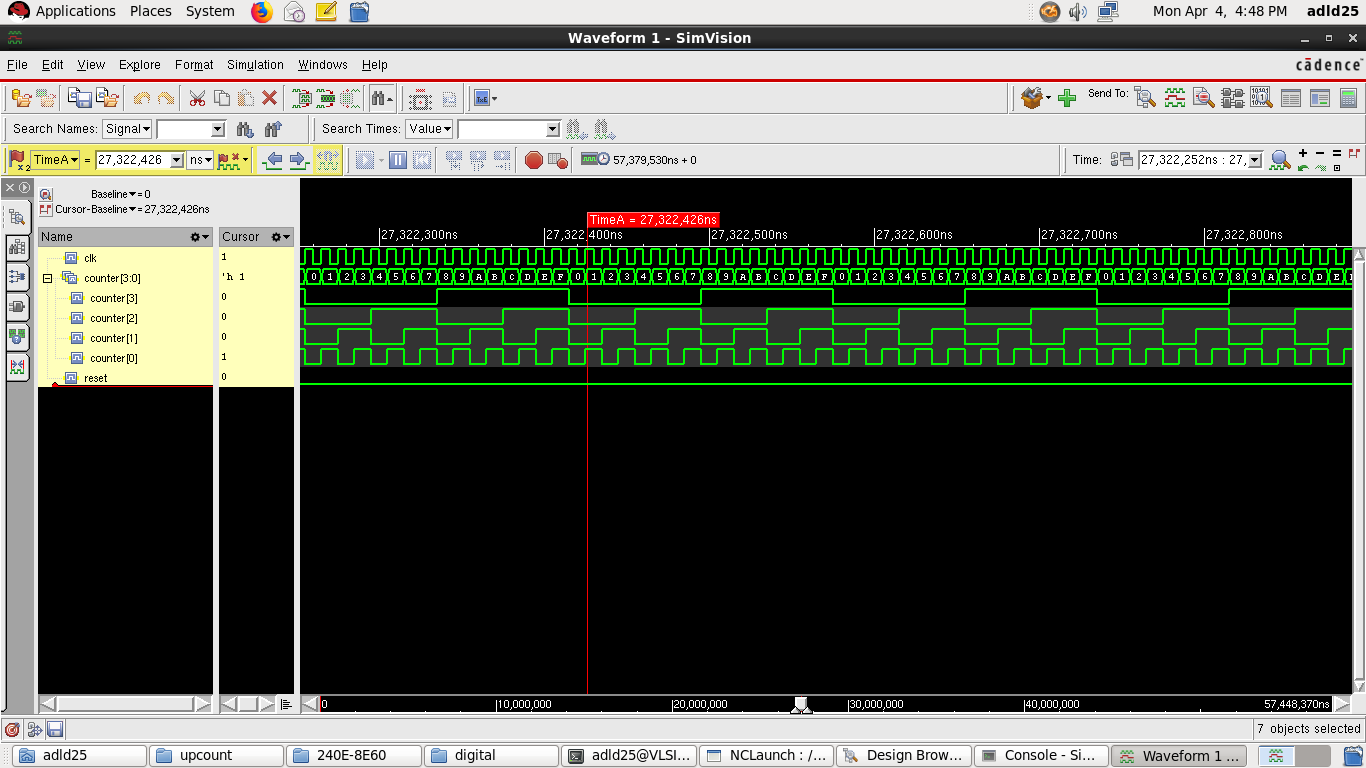 Applications Places System Mon Apr 4, 4:48 PM adld25
Waveform 1 - SimVision
File Edit View Explore Format Simulation Windows Help cādence
Send To:
Search Names: Signal Search Times: Value
TimeA = 27,322,426 ns 57,379,530ns + 0 Time: 27,322,252ns : 27,
x2
Baseline = 0
Cursor-Baseline = 27,322,426ns
TimeA = 27,322,426ns
Name Cursor 27,322,300ns 27,322,400ns 27,322,500ns 27,322,600ns 27,322,700ns 27,322,800ns
clk 1
counter[3:0] 'h 1 0 1 2 3 4 5 6 7 8 9 A B C D E F 0 1 2 3 4 5 6 7 8 9 A B C D E F 0 1 2 3 4 5 6 7 8 9 A B C D E F 0 1 2 3 4 5 6 7 8 9 A B C D E
counter[3] 0
counter[2] 0
counter[1] 0
counter[0] 1
reset 0
0 10,000,000 20,000,000 30,000,000 40,000,000 57,448,370ns
7 objects selected
adld25 upcount 240E-8E60 digital adld25@VLSI... NCLaunch : /... Design Brow... Console - Si... Waveform 1 ...